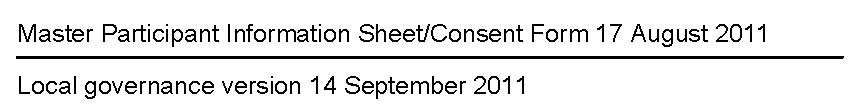 Master Participant Information Sheet/Consent Form 17 August 2011
Local governance version 14 September 2011